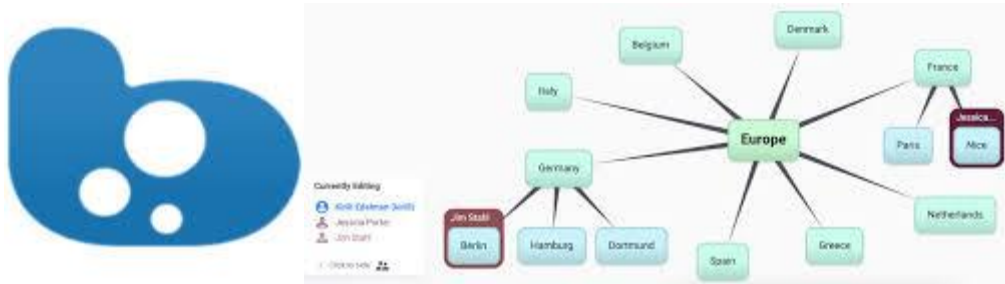 Denmark
Belgium
France
Italy
Jessica...
Europe
Paris
Nice
Germany
Currently Editing
Jessica Porter
Netherlands
Jim Stahl
Jim Stahl
Berlin
Hamburg
Dortmund
Greece
Spain